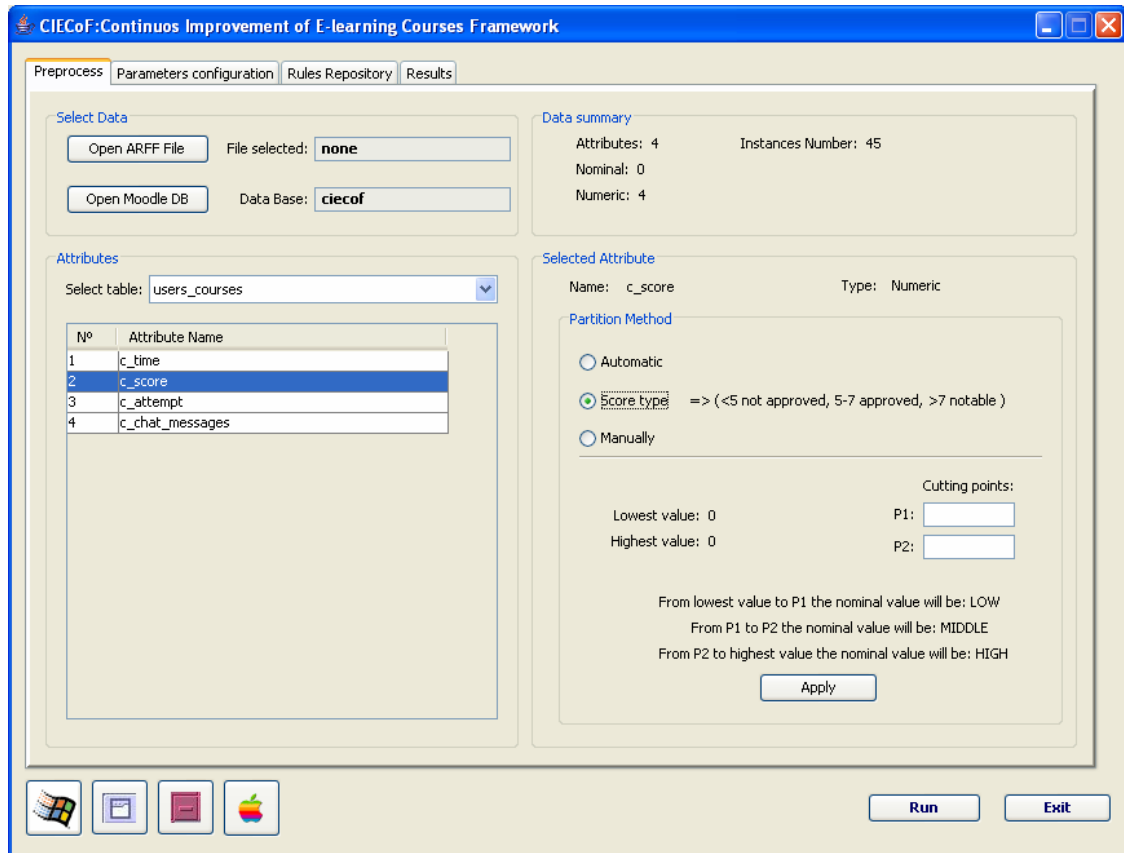 CIECoF:Continuos Improvement of E-learning Courses Framework
Preprocess Parameters configuration Rules Repository Results
Select Data
Open ARFF File File selected: none
Open Moodle DB Data Base: ciecof
Data summary
Attributes: 4 Instances Number: 45
Nominal: 0
Numeric: 4
Attributes
Select table: users_courses
Nº Attribute Name
1 c_time
2 c_score
3 c_attempt
4 c_chat_messages
Selected Attribute
Name: c_score Type: Numeric
Partition Method
Automatic
Score type => (<5 not approved, 5-7 approved, >7 notable )
Manually
Cutting points:
Lowest value: 0 P1:
Highest value: 0 P2:
From lowest value to P1 the nominal value will be: LOW
From P1 to P2 the nominal value will be: MIDDLE
From P2 to highest value the nominal value will be: HIGH
Apply
Run Exit